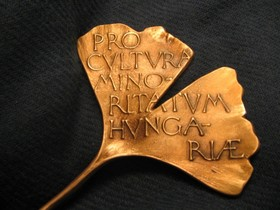 PRO
CVLTVRA
MINO-
RITATVM
HVNGA-
RIÆ